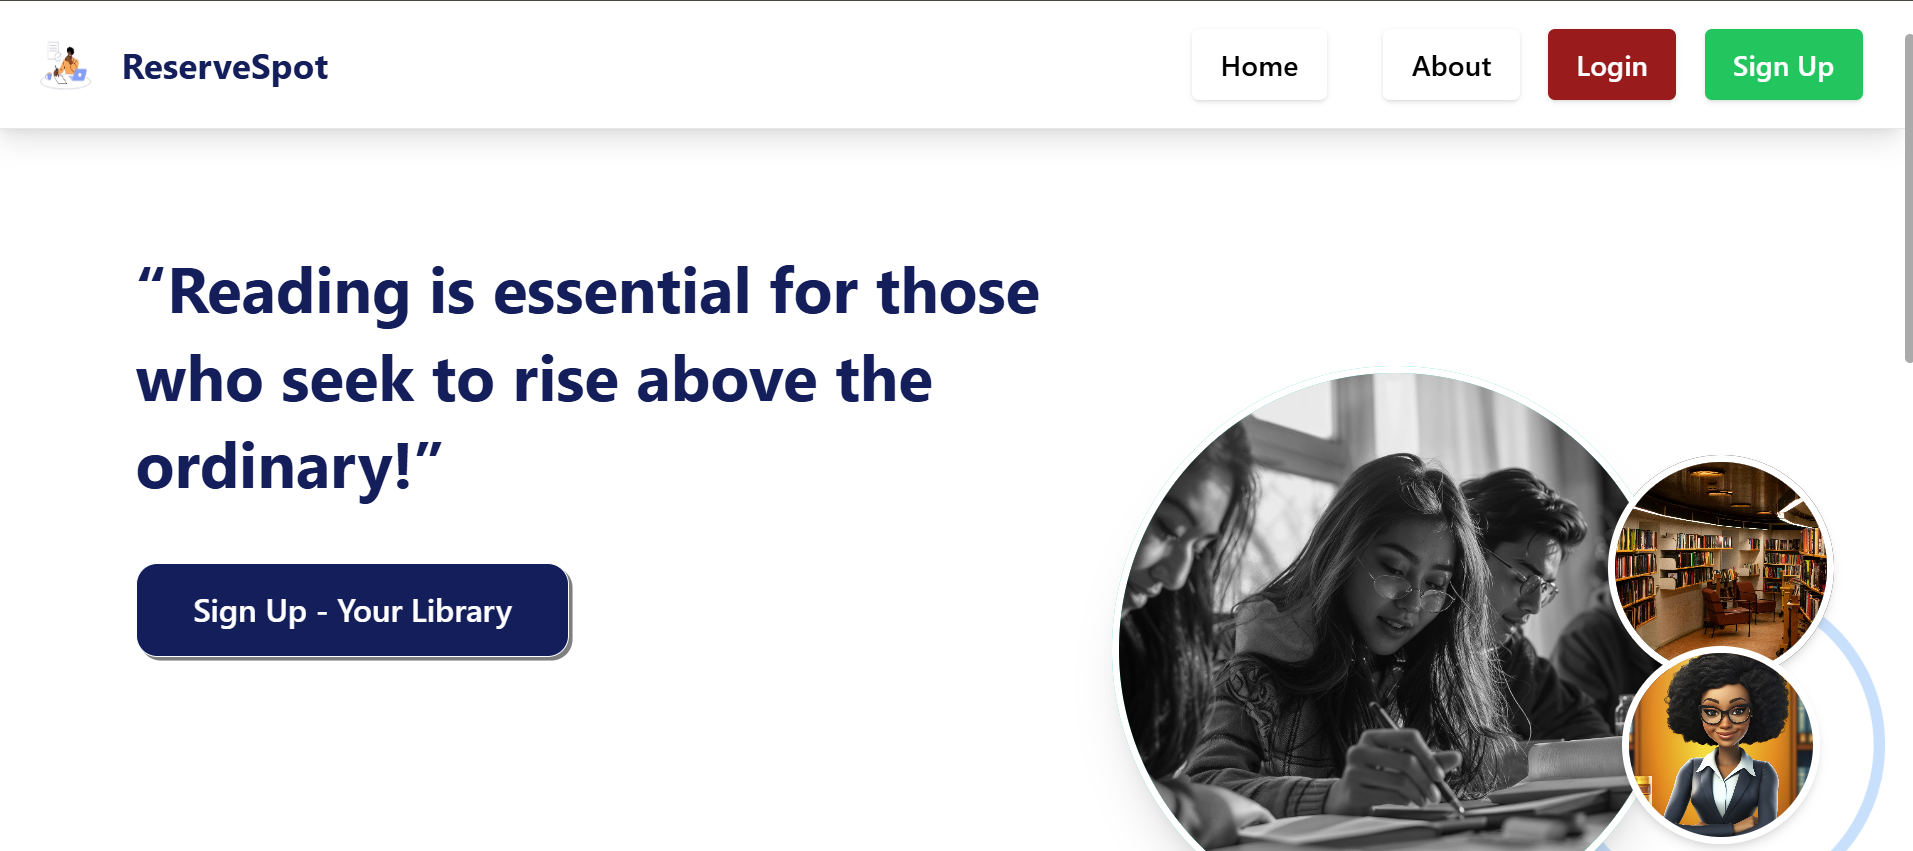 ReserveSpot
Home
About
Login
Sign Up
“Reading is essential for those
who seek to rise above the
ordinary!”
Sign Up - Your Library